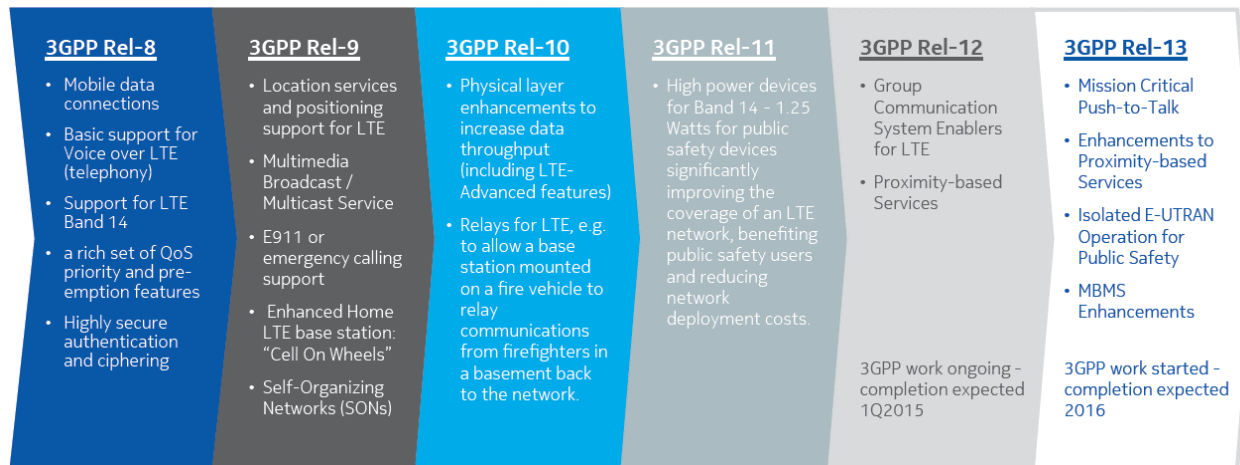 3GPP Rel-8
• Mobile data
connections
• Basic support for
Voice over LTE
(telephony)
• Support for LTE
Band 14
• a rich set of QoS
priority and pre-
emption features
• Highly secure
authentication
and ciphering
3GPP Rel-9
• Location services
and positioning
support for LTE
• Multimedia
Broadcast /
Multicast Service
• E911 or
emergency calling
support
• Enhanced Home
LTE base station:
“Cell On Wheels”
• Self-Organizing
Networks (SONs)
3GPP Rel-10
• Physical layer
enhancements to
increase data
throughput
(including LTE-
Advanced features)
• Relays for LTE, e.g.
to allow a base
station mounted
on a fire vehicle to
relay
communications
from firefighters in
a basement back
to the network.
3GPP Rel-11
• High power devices
for Band 14 - 1.25
Watts for public
safety devices
significantly
improving the
coverage of an LTE
network, benefiting
public safety users
and reducing
network
deployment costs.
3GPP Rel-12
• Group
Communication
System Enablers
for LTE
• Proximity-based
Services
3GPP work ongoing -
completion expected
1Q2015
3GPP Rel-13
• Mission Critical
Push-to-Talk
• Enhancements to
Proximity-based
Services
• Isolated E-UTRAN
Operation for
Public Safety
• MBMS
Enhancements
3GPP work started -
completion expected
2016